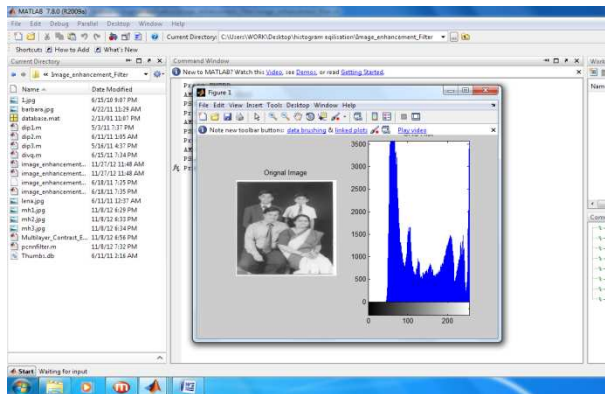 MATLAB 7.8.0 (R2009a)
File Edit Debug Parallel Desktop Window Help
Current Directory: C:\Users\WORK\Desktop\histogram eqilisation\Image_enhancement_Filter
Shortcuts How to Add What's New
Current Directory
« Image_enhancement_Filter
Name Date Modified
1.jpg 6/15/10 9:07 PM
barbara.jpg 4/22/11 11:29 AM
database.mat 2/11/01 11:07 PM
dip1.m 5/3/11 7:37 PM
dip2.m 6/11/11 1:05 AM
dip3.m 5/16/11 4:37 PM
divip.m 6/15/11 7:34 PM
image_enhancement... 11/27/12 11:48 AM
image_enhancement... 11/27/12 11:48 AM
image_enhancement... 6/18/11 7:25 PM
image_enhancement... 6/18/11 7:35 PM
lena.jpg 6/11/11 12:37 AM
mh1.jpg 11/8/12 6:29 PM
mh2.jpg 11/8/12 6:33 PM
mh3.jpg 11/8/12 6:34 PM
Multilayer_Contrast_E... 11/8/12 6:56 PM
pcnnfilter.m 11/8/12 7:32 PM
Thumbs.db 6/11/11 2:16 AM
Command Window
New to MATLAB? Watch this Video, see Demos, or read Getting Started.
Figure 1
File Edit View Insert Tools Desktop Window Help
Note new toolbar buttons: data brushing & linked plots Play video
Orignal Image
3500
3000
2500
2000
1500
1000
500
0
0 100 200
Start Waiting for input